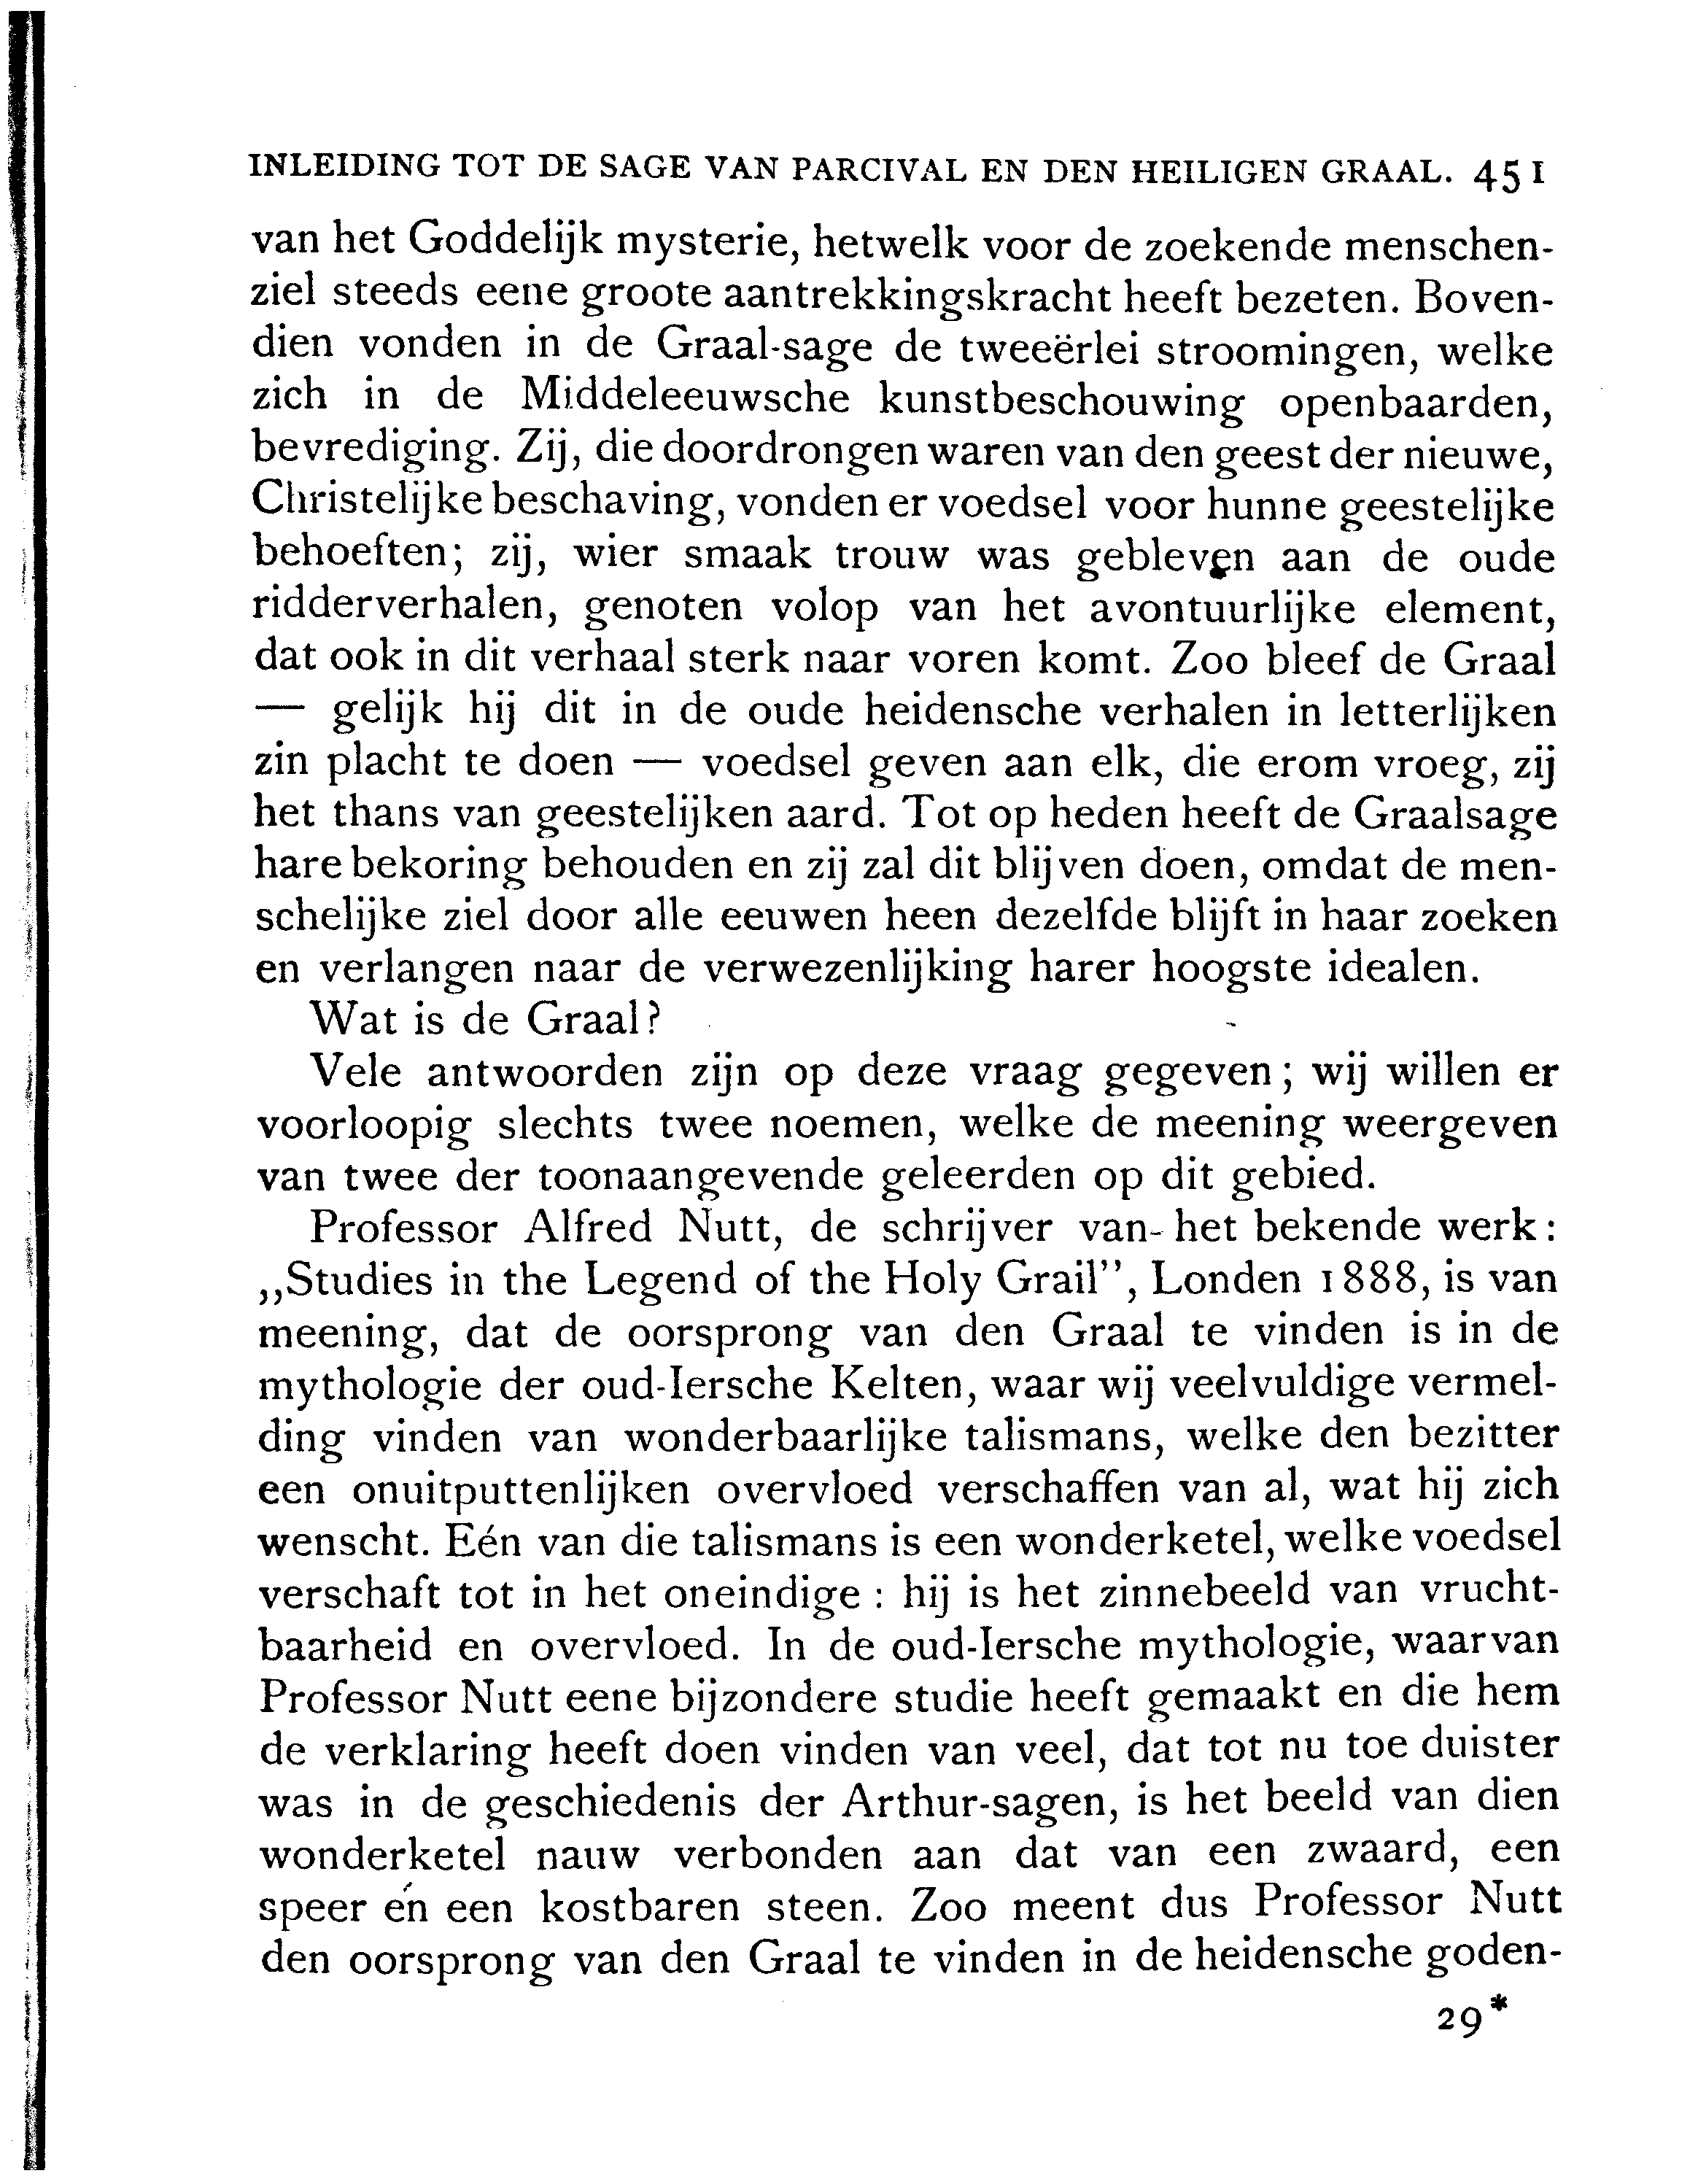 INLEIDING TOT DE SAGE VAN PARCIVAL EN DEN HEILIGEN GRAAL. 451
van het Goddelijk mysterie, hetwelk voor de zoekende menschen-
ziel steeds eene groote aantrekkingskracht heeft bezeten. Boven-
dien vonden in de Graal-sage de tweeërlei stroomingen, welke
zich in de Middeleeuwsche kunstbeschouwing openbaarden,
bevrediging. Zij, die doordrongen waren van den geest der nieuwe,
Christelijke beschaving, vonden er voedsel voor hunne geestelijke
behoeften; zij, wier smaak trouw was gebleven aan de oude
ridderverhalen, genoten volop van het avontuurlijke element,
dat ook in dit verhaal sterk naar voren komt. Zoo bleef de Graal
— gelijk hij dit in de oude heidensche verhalen in letterlijken
zin placht te doen — voedsel geven aan elk, die erom vroeg, zij
het thans van geestelijken aard. Tot op heden heeft de Graalsage
hare bekoring behouden en zij zal dit blijven doen, omdat de men-
schelijke ziel door alle eeuwen heen dezelfde blijft in haar zoeken
en verlangen naar de verwezenlijking harer hoogste idealen.
Wat is de Graal?
Vele antwoorden zijn op deze vraag gegeven; wij willen er
voorloopig slechts twee noemen, welke de meening weergeven
van twee der toonaangevende geleerden op dit gebied.
Professor Alfred Nutt, de schrijver van het bekende werk:
„Studies in the Legend of the Holy Grail", Londen 1888, is van
meening, dat de oorsprong van den Graal te vinden is in de
mythologie der oud-Iersche Kelten, waar wij veelvuldige vermel-
ding vinden van wonderbaarlijke talismans, welke den bezitter
een onuitputtenlijken overvloed verschaffen van al, wat hij zich
wenscht. Eén van die talismans is een wonderketel, welke voedsel
verschaft tot in het oneindige: hij is het zinnebeeld van vrucht-
baarheid en overvloed. In de oud-Iersche mythologie, waarvan
Professor Nutt eene bijzondere studie heeft gemaakt en die hem
de verklaring heeft doen vinden van veel, dat tot nu toe duister
was in de geschiedenis der Arthur-sagen, is het beeld van dien
wonderketel nauw verbonden aan dat van een zwaard, een
speer én een kostbaren steen. Zoo meent dus Professor Nutt
den oorsprong van den Graal te vinden in de heidensche goden-
29*